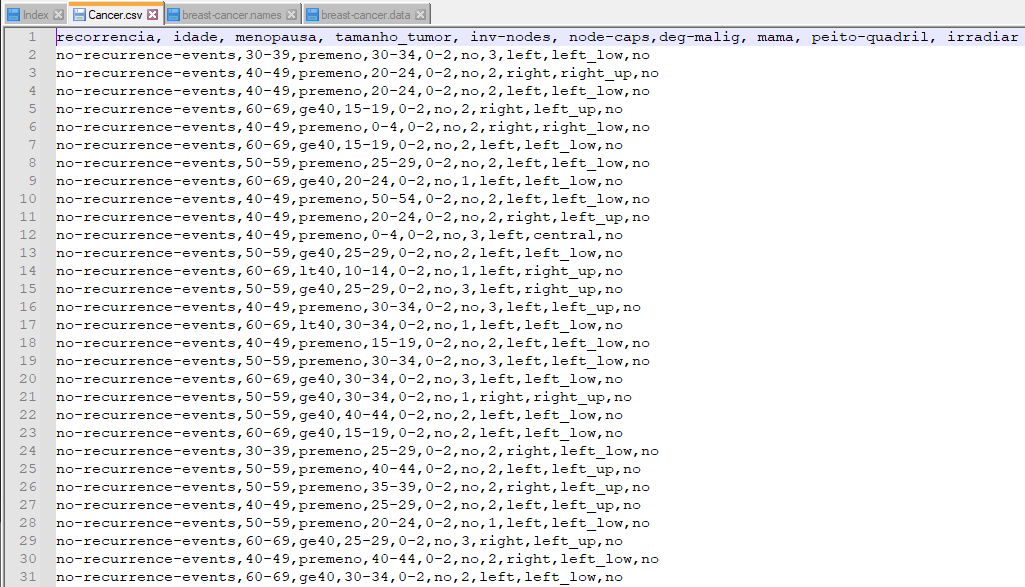 Index Cancer.csv breast-cancer.names breast-cancer.data
1 recorrencia, idade, menopausa, tamanho_tumor, inv-nodes, node-caps,deg-malig, mama, peito-quadril, irradiar
2 no-recurrence-events,30-39,premeno,30-34,0-2,no,3,left,left_low,no
3 no-recurrence-events,40-49,premeno,20-24,0-2,no,2,right,right_up,no
4 no-recurrence-events,40-49,premeno,20-24,0-2,no,2,left,left_low,no
5 no-recurrence-events,60-69,ge40,15-19,0-2,no,2,right,left_up,no
6 no-recurrence-events,40-49,premeno,0-4,0-2,no,2,right,right_low,no
7 no-recurrence-events,60-69,ge40,15-19,0-2,no,2,left,left_low,no
8 no-recurrence-events,50-59,premeno,25-29,0-2,no,2,left,left_low,no
9 no-recurrence-events,60-69,ge40,20-24,0-2,no,1,left,left_low,no
10 no-recurrence-events,40-49,premeno,50-54,0-2,no,2,left,left_low,no
11 no-recurrence-events,40-49,premeno,20-24,0-2,no,2,right,left_up,no
12 no-recurrence-events,40-49,premeno,0-4,0-2,no,3,left,central,no
13 no-recurrence-events,50-59,ge40,25-29,0-2,no,2,left,left_low,no
14 no-recurrence-events,60-69,lt40,10-14,0-2,no,1,left,right_up,no
15 no-recurrence-events,50-59,ge40,25-29,0-2,no,3,left,right_up,no
16 no-recurrence-events,40-49,premeno,30-34,0-2,no,3,left,left_up,no
17 no-recurrence-events,60-69,lt40,30-34,0-2,no,1,left,left_low,no
18 no-recurrence-events,40-49,premeno,15-19,0-2,no,2,left,left_low,no
19 no-recurrence-events,50-59,premeno,30-34,0-2,no,3,left,left_low,no
20 no-recurrence-events,60-69,ge40,30-34,0-2,no,3,left,left_low,no
21 no-recurrence-events,50-59,ge40,30-34,0-2,no,1,right,right_up,no
22 no-recurrence-events,50-59,ge40,40-44,0-2,no,2,left,left_low,no
23 no-recurrence-events,60-69,ge40,15-19,0-2,no,2,left,left_low,no
24 no-recurrence-events,30-39,premeno,25-29,0-2,no,2,right,left_low,no
25 no-recurrence-events,50-59,premeno,40-44,0-2,no,2,left,left_up,no
26 no-recurrence-events,50-59,premeno,35-39,0-2,no,2,right,left_up,no
27 no-recurrence-events,40-49,premeno,25-29,0-2,no,2,left,left_up,no
28 no-recurrence-events,50-59,premeno,20-24,0-2,no,1,left,left_low,no
29 no-recurrence-events,60-69,ge40,25-29,0-2,no,3,right,left_up,no
30 no-recurrence-events,40-49,premeno,40-44,0-2,no,2,right,left_low,no
31 no-recurrence-events,60-69,ge40,30-34,0-2,no,2,left,left_low,no